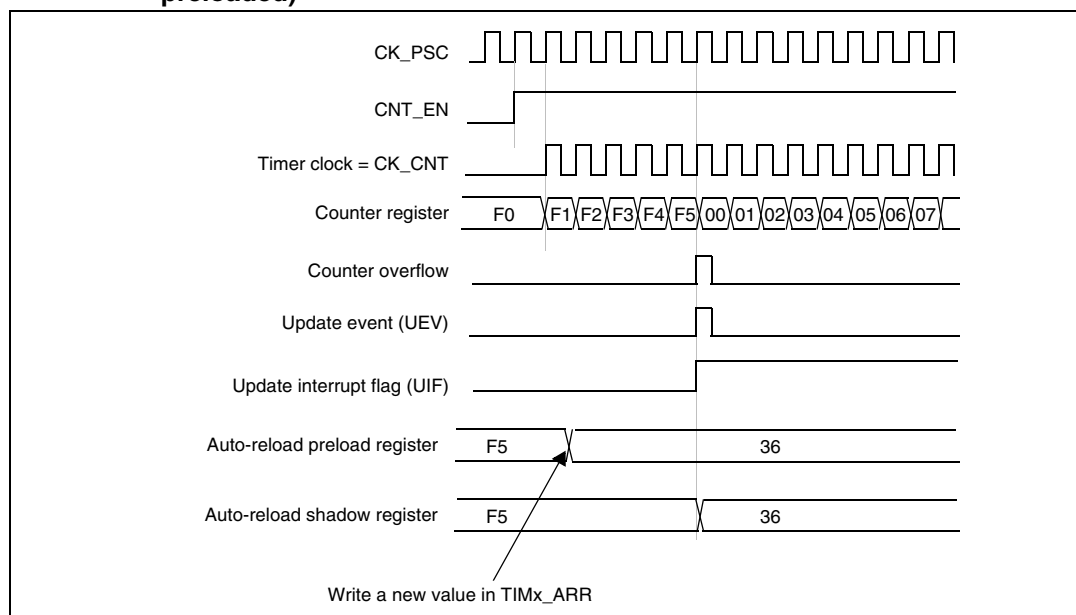 preloaded)
CK_PSC
CNT_EN
Timer clock = CK_CNT
Counter register F0 F1 F2 F3 F4 F5 00 01 02 03 04 05 06 07
Counter overflow
Update event (UEV)
Update interrupt flag (UIF)
Auto-reload preload register F5 36
Auto-reload shadow register F5 36
Write a new value in TIMx_ARR